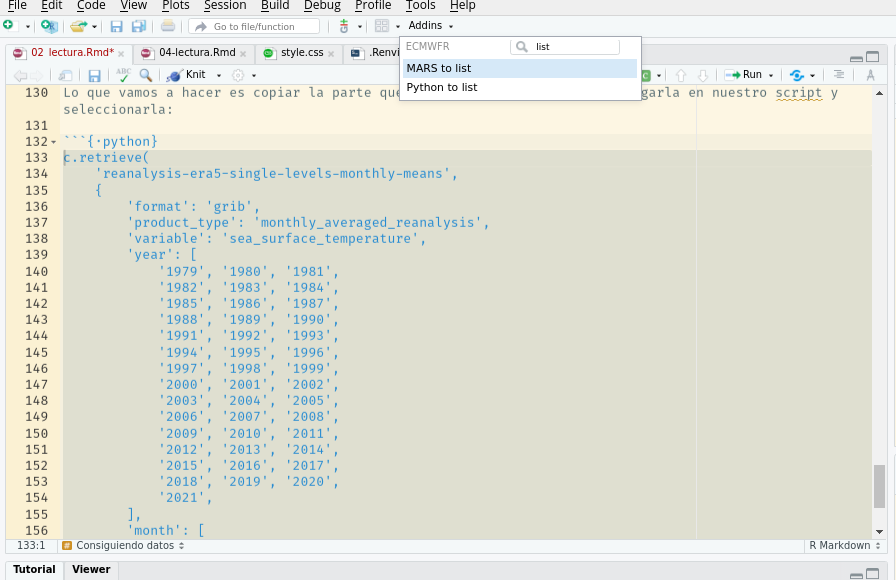 File Edit Code View Plots Session Build Debug Profile Tools Help
Go to file/function Addins
ECMWFR list
MARS to list
Python to list
02_lectura.Rmd* 04-lectura.Rmd style.css .Renvi
ABC Knit Run
130 Lo que vamos a hacer es copiar la parte que garla en nuestro script y
seleccionarla:
131
132 ```{·python}
133 c.retrieve(
134 'reanalysis-era5-single-levels-monthly-means',
135 {
136 'format': 'grib',
137 'product_type': 'monthly_averaged_reanalysis',
138 'variable': 'sea_surface_temperature',
139 'year': [
140 '1979', '1980', '1981',
141 '1982', '1983', '1984',
142 '1985', '1986', '1987',
143 '1988', '1989', '1990',
144 '1991', '1992', '1993',
145 '1994', '1995', '1996',
146 '1997', '1998', '1999',
147 '2000', '2001', '2002',
148 '2003', '2004', '2005',
149 '2006', '2007', '2008',
150 '2009', '2010', '2011',
151 '2012', '2013', '2014',
152 '2015', '2016', '2017',
153 '2018', '2019', '2020',
154 '2021',
155 ],
156 'month': [
133:1 # Consiguiendo datos R Markdown
Tutorial Viewer